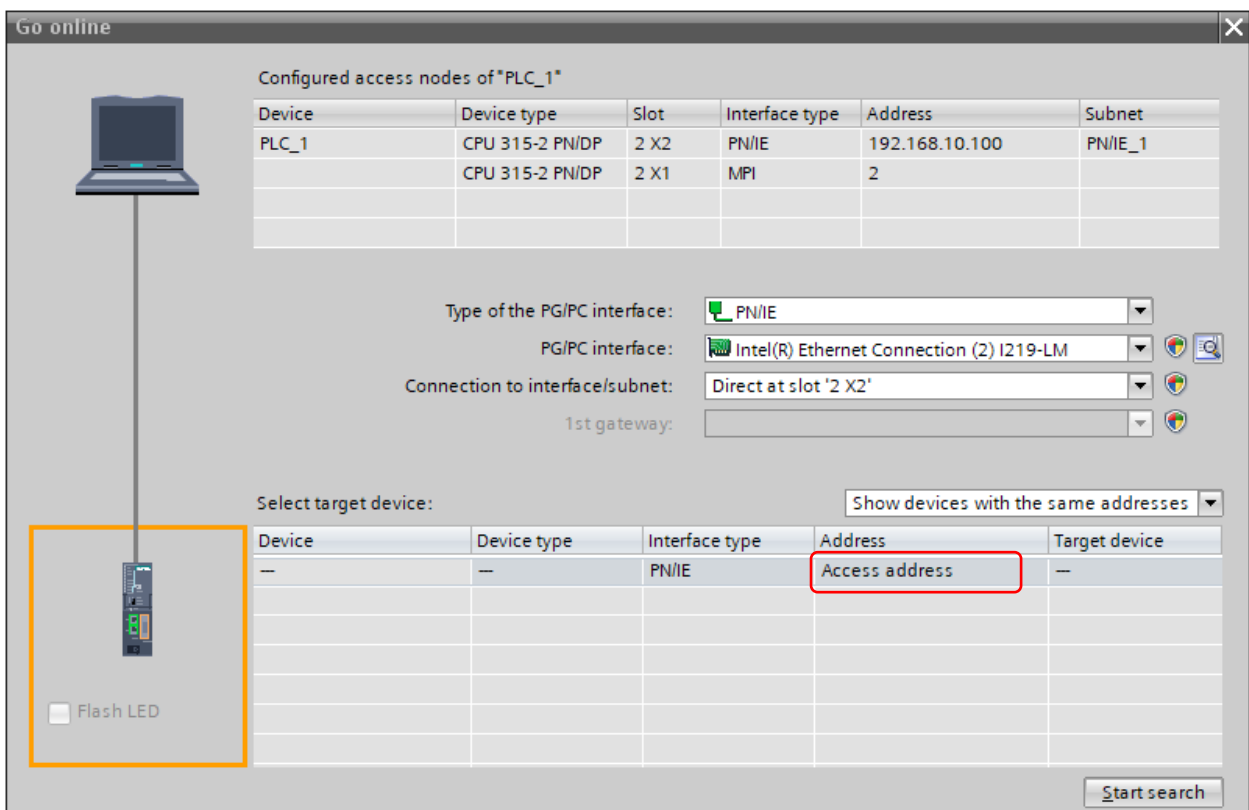 Go online
Configured access nodes of "PLC_1"
Device Device type Slot Interface type Address Subnet
PLC_1 CPU 315-2 PN/DP 2 X2 PN/IE 192.168.10.100 PN/IE_1
CPU 315-2 PN/DP 2 X1 MPI 2
Type of the PG/PC interface: PN/IE
PG/PC interface: Intel(R) Ethernet Connection (2) I219-LM
Connection to interface/subnet: Direct at slot '2 X2'
1st gateway:
Select target device: Show devices with the same addresses
Device Device type Interface type Address Target device
— — PN/IE Access address —
Flash LED
Start search